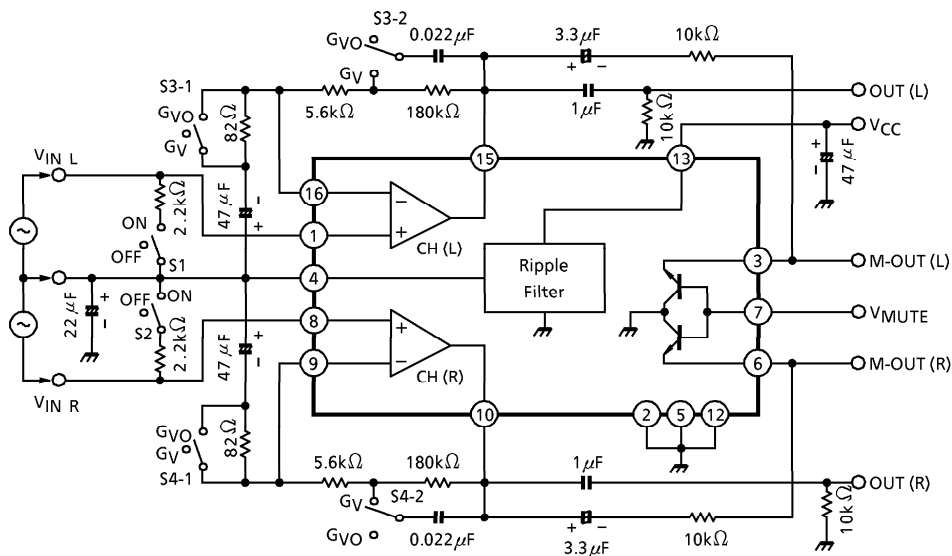 S3-2
GVO
0.022μF
3.3μF
10kΩ
+ −
GV
S3-1
GVO
GV
82Ω
5.6kΩ
180kΩ
1μF
10kΩ
OUT (L)
VCC
+
−
47μF
15
13
VIN L
2.2kΩ
47μF
−
+
16
−
1
+
CH (L)
ON
OFF
S1
4
Ripple
Filter
3
M-OUT (L)
22μF
+
−
OFF
ON
S2
2.2kΩ
47μF
+
−
8
+
9
−
CH (R)
7
VMUTE
6
M-OUT (R)
VIN R
10
2
5
12
GVO
GV
S4-1
82Ω
5.6kΩ
180kΩ
1μF
OUT (R)
GV
S4-2
GVO
0.022μF
+ −
3.3μF
10kΩ
10kΩ